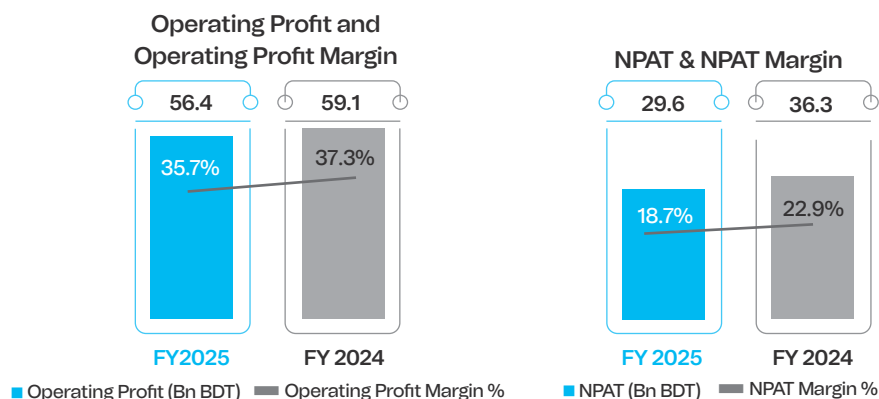 Operating Profit and
Operating Profit Margin
56.4 59.1
35.7% 37.3%
FY2025 FY 2024
Operating Profit (Bn BDT) Operating Profit Margin %
NPAT & NPAT Margin
29.6 36.3
18.7% 22.9%
FY 2025 FY 2024
NPAT (Bn BDT) NPAT Margin %